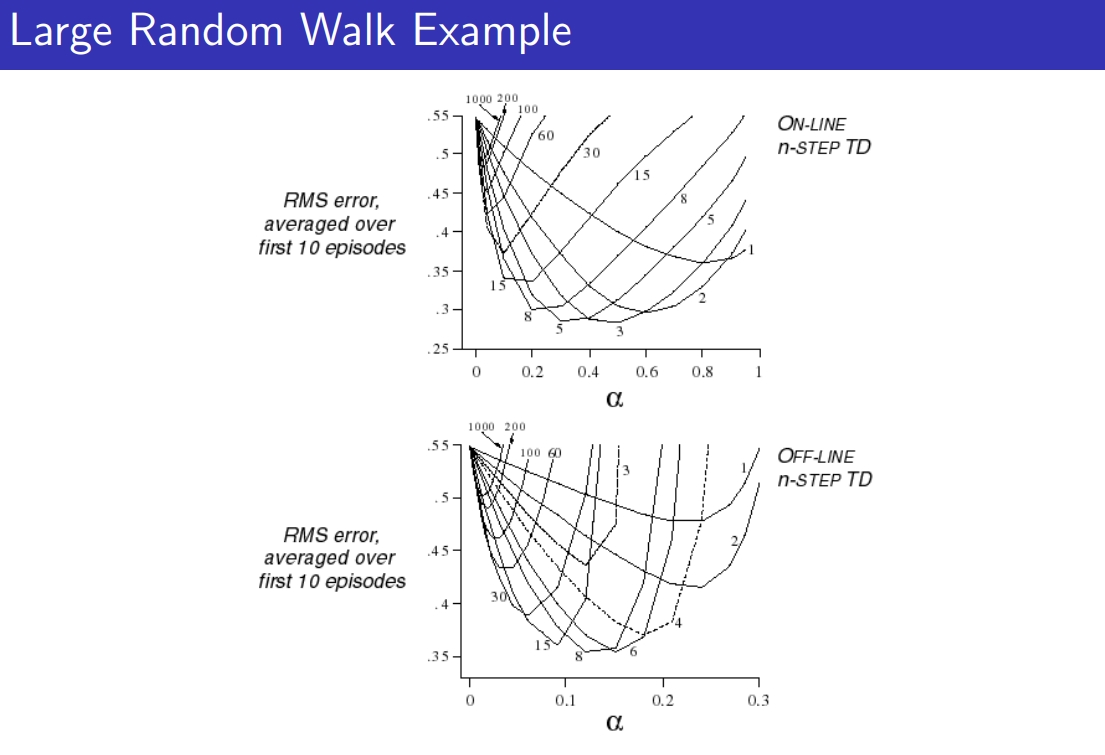 Large Random Walk Example
1000 200
100
60
30
15
8
5
1
2
15
8
5
3
.55
.5
.45
.4
.35
.3
.25
0 0.2 0.4 0.6 0.8 1
α
RMS error,
averaged over
first 10 episodes
ON-LINE
n-STEP TD
1000 200
100 60
3
1
2
30
4
15
8
6
.55
.5
.45
.4
.35
0 0.1 0.2 0.3
α
RMS error,
averaged over
first 10 episodes
OFF-LINE
n-STEP TD